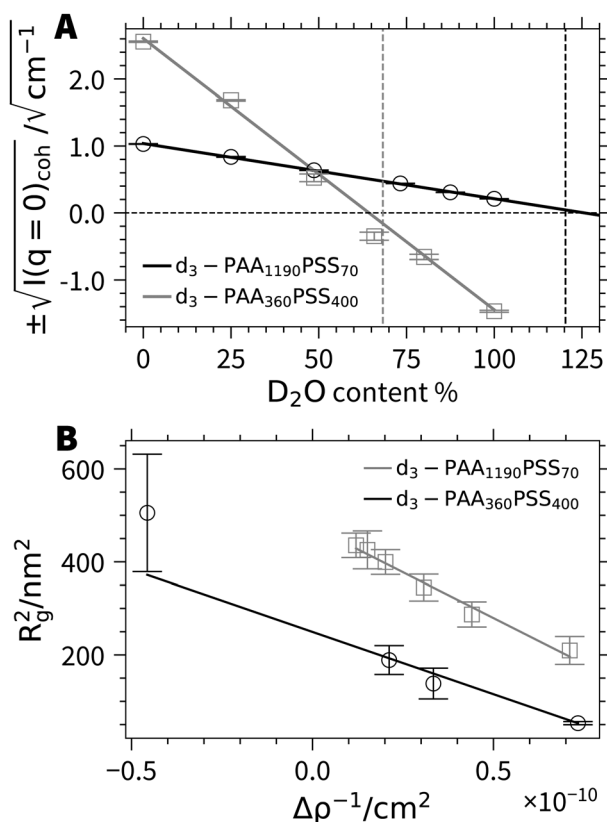 A
±√I(q = 0)coh /√cm⁻¹
2.0
1.0
0.0
-1.0
d₃ − PAA₁₁₉₀PSS₇₀
d₃ − PAA₃₆₀PSS₄₀₀
0 25 50 75 100 125
D₂O content %
B
R²g/nm²
600
400
200
d₃ − PAA₁₁₉₀PSS₇₀
d₃ − PAA₃₆₀PSS₄₀₀
−0.5 0.0 0.5
×10⁻¹⁰
Δρ⁻¹/cm²